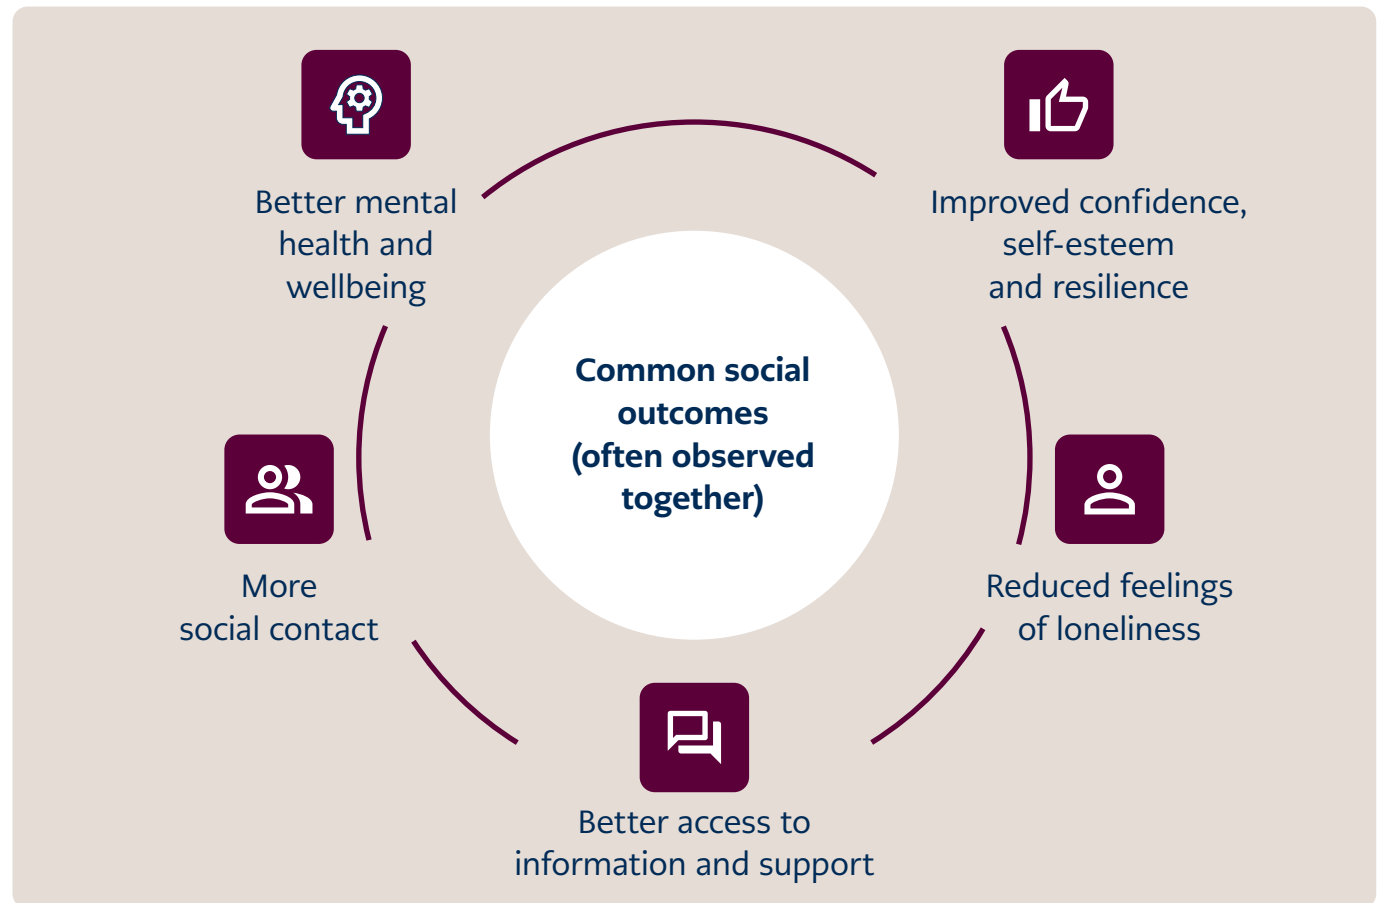 Better mental
health and
wellbeing
Improved confidence,
self-esteem
and resilience
Common social
outcomes
(often observed
together)
More
social contact
Reduced feelings
of loneliness
Better access to
information and support